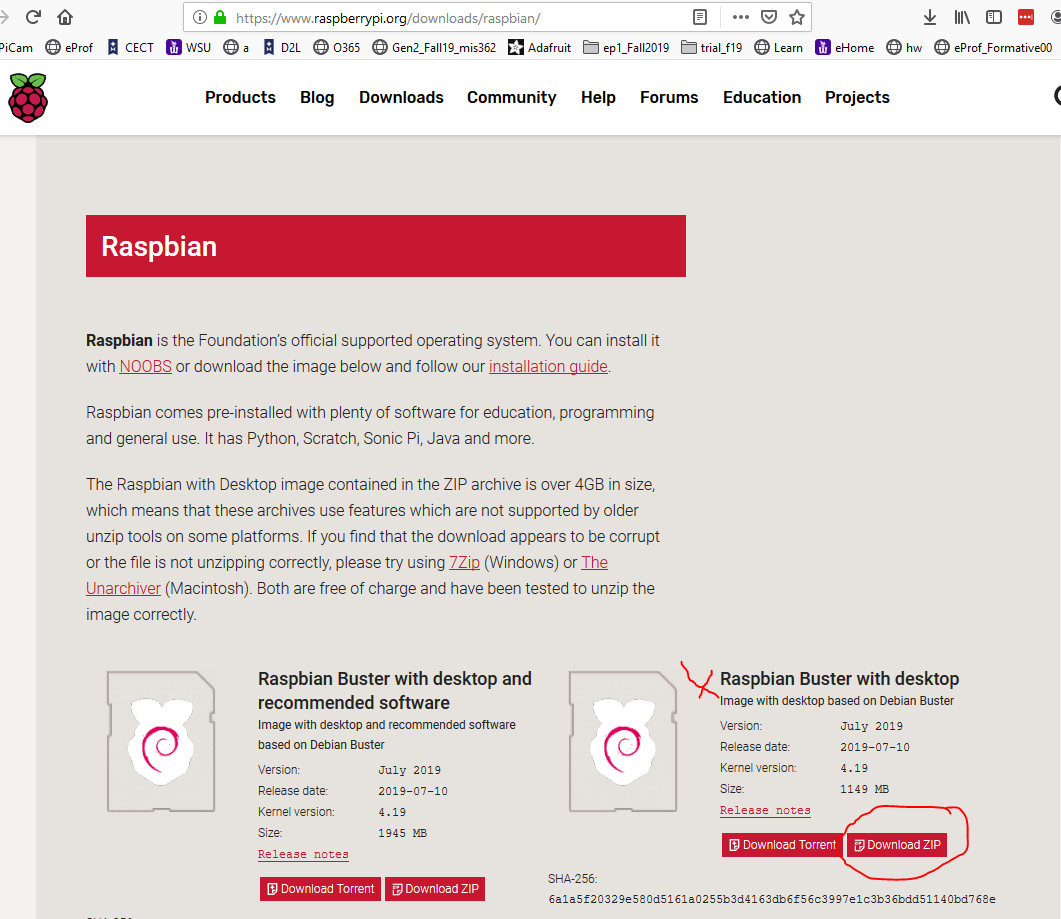 https://www.raspberrypi.org/downloads/raspbian/
PiCam eProf CECT WSU a D2L O365 Gen2_Fall19_mis362 Adafruit ep1_Fall2019 trial_f19 Learn eHome hw eProf_Formative00
Products Blog Downloads Community Help Forums Education Projects
Raspbian
Raspbian is the Foundation's official supported operating system. You can install it
with NOOBS or download the image below and follow our installation guide.
Raspbian comes pre-installed with plenty of software for education, programming
and general use. It has Python, Scratch, Sonic Pi, Java and more.
The Raspbian with Desktop image contained in the ZIP archive is over 4GB in size,
which means that these archives use features which are not supported by older
unzip tools on some platforms. If you find that the download appears to be corrupt
or the file is not unzipping correctly, please try using 7Zip (Windows) or The
Unarchiver (Macintosh). Both are free of charge and have been tested to unzip the
image correctly.
Raspbian Buster with desktop and
recommended software
Image with desktop and recommended software
based on Debian Buster
Version: July 2019
Release date: 2019-07-10
Kernel version: 4.19
Size: 1945 MB
Release notes
Download Torrent Download ZIP
Raspbian Buster with desktop
Image with desktop based on Debian Buster
Version: July 2019
Release date: 2019-07-10
Kernel version: 4.19
Size: 1149 MB
Release notes
Download Torrent Download ZIP
SHA-256:
6a1a5f20329e580d5161a0255b3d4163db6f56c3997e1c3b36bdd51140bd768e